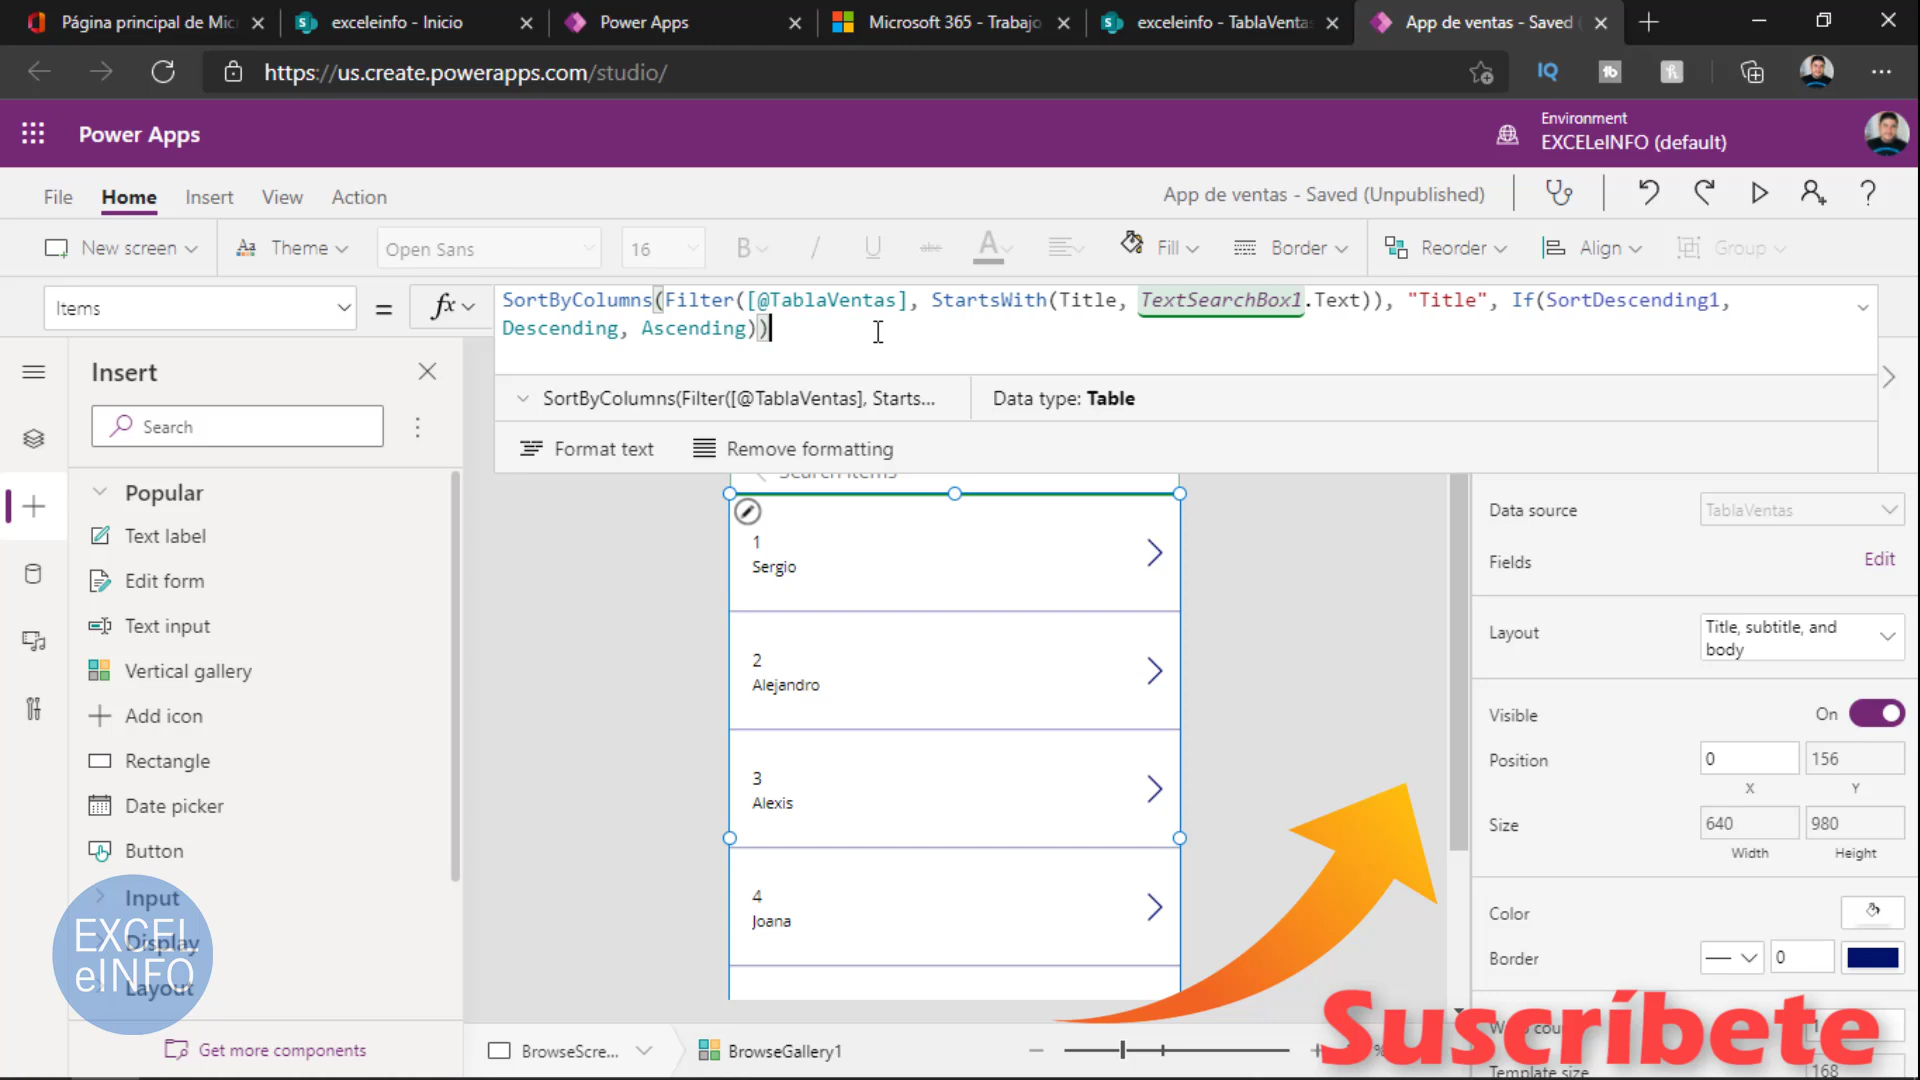 Página principal de Mic
exceleinfo - Inicio
Power Apps
Microsoft 365 - Trabajo
exceleinfo - TablaVentas
App de ventas - Saved
https://us.create.powerapps.com/studio/
Power Apps
Environment
EXCELeINFO (default)
File
Home
Insert
View
Action
App de ventas - Saved (Unpublished)
New screen
Theme
Open Sans
16
Fill
Border
Reorder
Align
Group
Items
=
fx
SortByColumns(Filter([@TablaVentas], StartsWith(Title, TextSearchBox1.Text)), "Title", If(SortDescending1,
Descending, Ascending))
SortByColumns(Filter([@TablaVentas], Starts...
Data type: Table
Format text
Remove formatting
Insert
Search
Popular
Text label
Edit form
Text input
Vertical gallery
Add icon
Rectangle
Date picker
Button
Input
Display
Layout
EXCEL
eINFO
Get more components
Search items
1
Sergio
2
Alejandro
3
Alexis
4
Joana
BrowseScre...
BrowseGallery1
Data source
TablaVentas
Fields
Edit
Layout
Title, subtitle, and
body
Visible
On
Position
0
156
X
Y
Size
640
980
Width
Height
Color
Border
0
Suscríbete
Template size
168